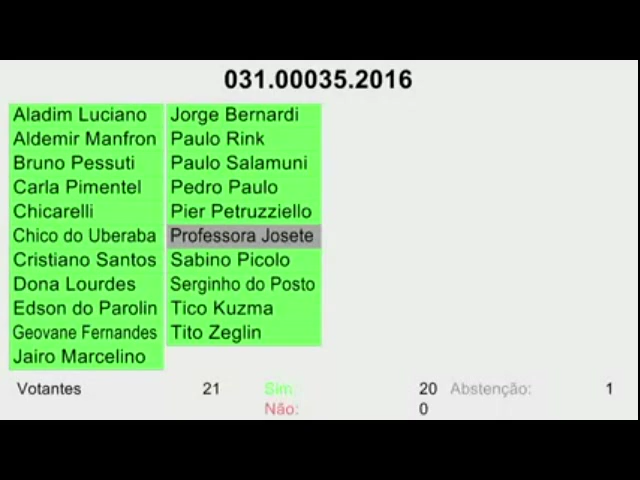 031.00035.2016
Aladim Luciano
Aldemir Manfron
Bruno Pessuti
Carla Pimentel
Chicarelli
Chico do Uberaba
Cristiano Santos
Dona Lourdes
Edson do Parolin
Geovane Fernandes
Jairo Marcelino
Jorge Bernardi
Paulo Rink
Paulo Salamuni
Pedro Paulo
Pier Petruzziello
Professora Josete
Sabino Picolo
Serginho do Posto
Tico Kuzma
Tito Zeglin
Votantes 21 Sim: 20 Abstenção: 1
Não: 0